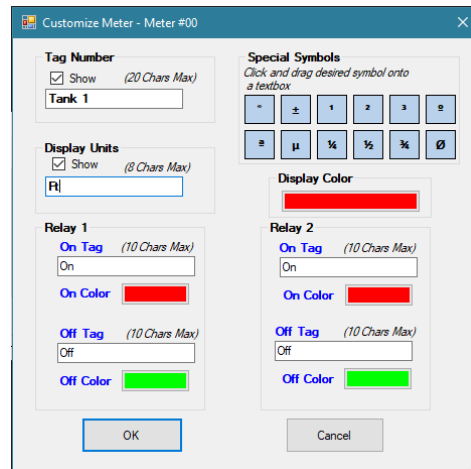 Customize Meter - Meter #00
Tag Number
Show (20 Chars Max)
Tank 1
Special Symbols
Click and drag desired symbol onto
a textbox
° ± ¹ ² ³ º
ª µ ¼ ½ ¾ Ø
Display Units
Show (8 Chars Max)
Ft
Display Color
Relay 1
On Tag (10 Chars Max)
On
On Color
Off Tag (10 Chars Max)
Off
Off Color
Relay 2
On Tag (10 Chars Max)
On
On Color
Off Tag (10 Chars Max)
Off
Off Color
OK
Cancel